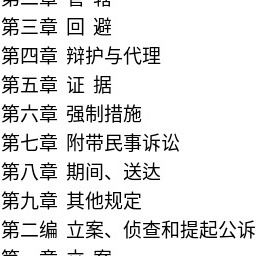 第三章 回 避
第四章 辩护与代理
第五章 证 据
第六章 强制措施
第七章 附带民事诉讼
第八章 期间、送达
第九章 其他规定
第二编 立案、侦查和提起公诉